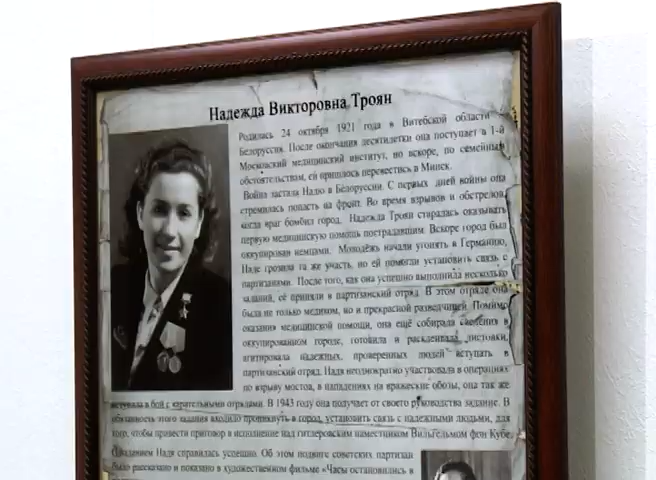 Надежда Викторовна Троян
Родилась 24 октября 1921 года в Витебской области
Белоруссии. После окончания десятилетки она поступает в 1-й
Московский медицинский институт, но вскоре, по семейным
обстоятельствам, ей пришлось перевестись в Минск.
Война застала Надю в Белоруссии. С первых дней войны она
стремилась попасть на фронт. Во время взрывов и обстрелов,
когда враг бомбил город, Надежда Троян старалась оказывать
первую медицинскую помощь пострадавшим. Вскоре город был
оккупирован немцами. Молодёжь начали угонять в Германию,
Наде грозила та же участь, но ей помогли установить связь с
партизанами. После того, как она успешно выполнила несколько
заданий, её приняли в партизанский отряд. В этом отряде она
была не только медиком, но и прекрасной разведчицей. Помимо
оказания медицинской помощи, она ещё собирала сведения в
оккупированном городе, готовила и расклеивала листовки,
агитировала надежных, проверенных людей вступать в
партизанский отряд. Надя неоднократно участвовала в операциях
по взрыву мостов, в нападениях на вражеские обозы, она так же
вступала в бой с карательными отрядами. В 1943 году она получает от своего руководства задание. В
обязанность этого задания входило проникнуть в город, установить связь с надежными людьми, для
того, чтобы привести приговор в исполнение над гитлеровским наместником Вильгельмом фон Кубе.
С заданием Надя справилась успешно. Об этом подвиге советских партизан
было рассказано и показано в художественном фильме «Часы остановились в